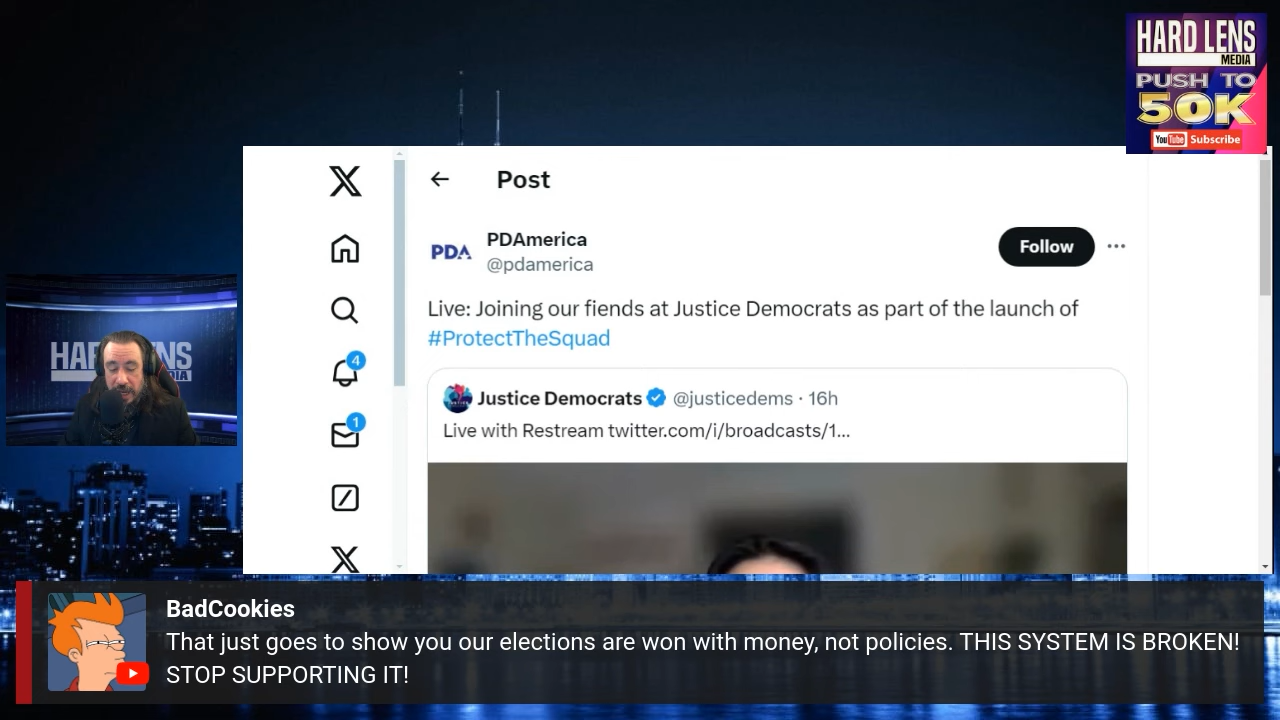 HARD LENS
MEDIA
PUSH TO
50K
YouTube Subscribe
Post
PDA
PDAmerica
@pdamerica
Follow
Live: Joining our fiends at Justice Democrats as part of the launch of
#ProtectTheSquad
4
1
Justice Democrats @justicedems · 16h
Live with Restream twitter.com/i/broadcasts/1...
BadCookies
That just goes to show you our elections are won with money, not policies. THIS SYSTEM IS BROKEN!
STOP SUPPORTING IT!